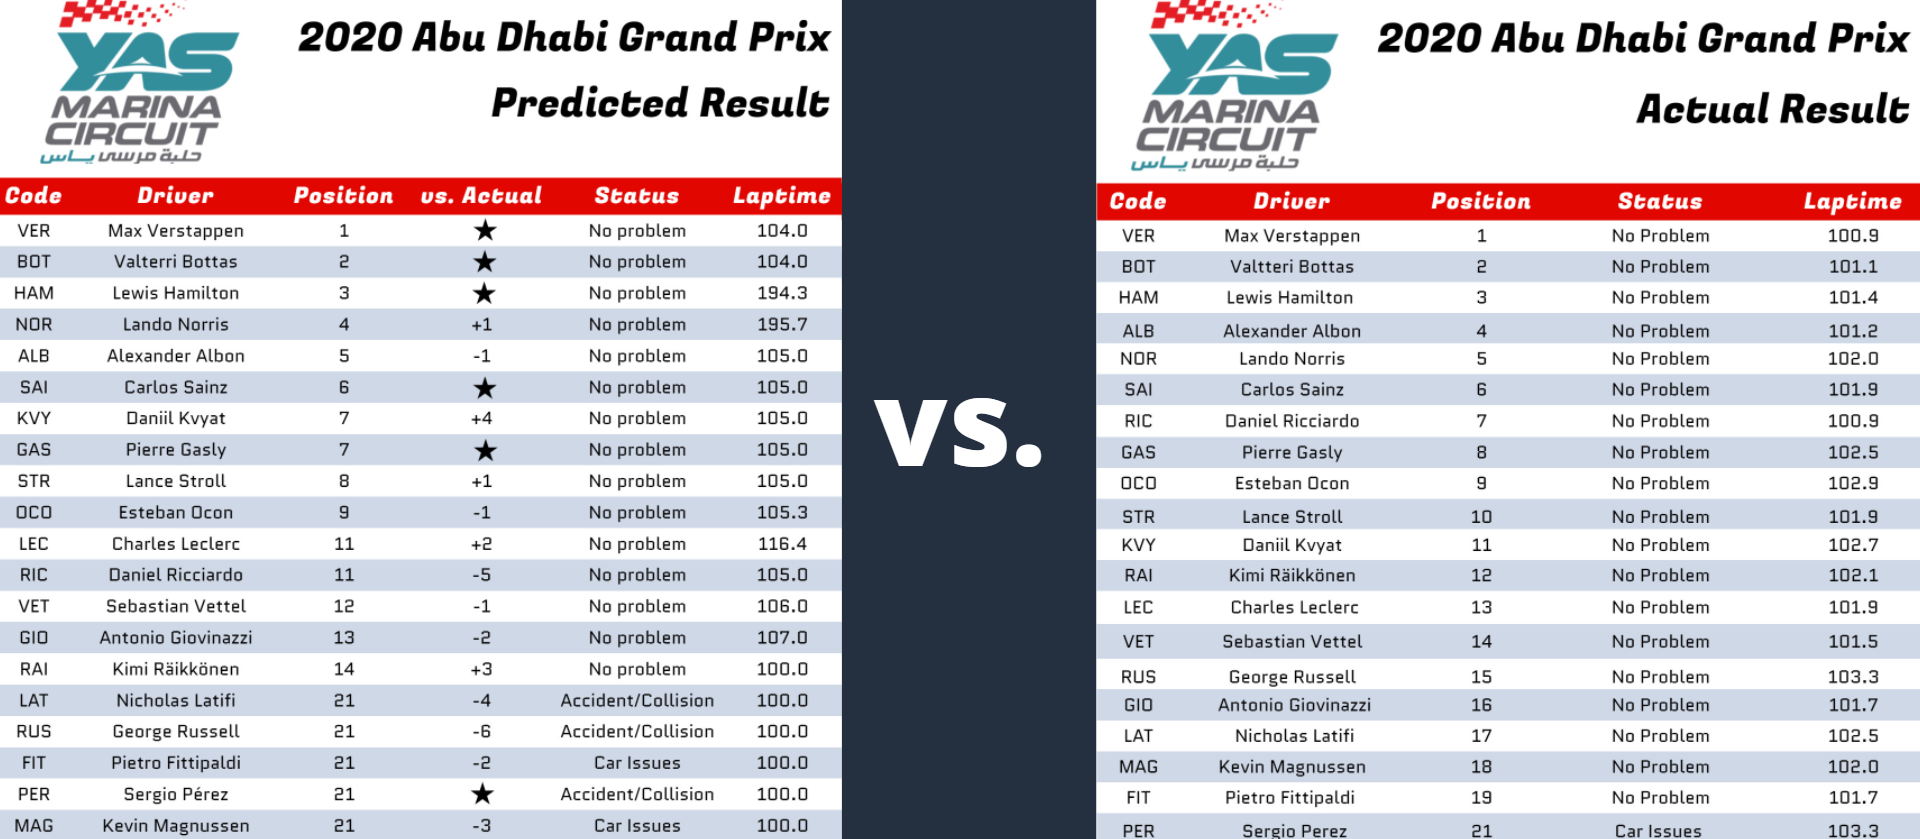 YAS
MARINA
CIRCUIT
حلبة مرسى ياس
2020 Abu Dhabi Grand Prix
Predicted Result
Code Driver Position vs. Actual Status Laptime
VER Max Verstappen 1 ★ No problem 104.0
BOT Valterri Bottas 2 ★ No problem 104.0
HAM Lewis Hamilton 3 ★ No problem 194.3
NOR Lando Norris 4 +1 No problem 195.7
ALB Alexander Albon 5 -1 No problem 105.0
SAI Carlos Sainz 6 ★ No problem 105.0
KVY Daniil Kvyat 7 +4 No problem 105.0
GAS Pierre Gasly 7 ★ No problem 105.0
STR Lance Stroll 8 +1 No problem 105.0
OCO Esteban Ocon 9 -1 No problem 105.3
LEC Charles Leclerc 11 +2 No problem 116.4
RIC Daniel Ricciardo 11 -5 No problem 105.0
VET Sebastian Vettel 12 -1 No problem 106.0
GIO Antonio Giovinazzi 13 -2 No problem 107.0
RAI Kimi Räikkönen 14 +3 No problem 100.0
LAT Nicholas Latifi 21 -4 Accident/Collision 100.0
RUS George Russell 21 -6 Accident/Collision 100.0
FIT Pietro Fittipaldi 21 -2 Car Issues 100.0
PER Sergio Pérez 21 ★ Accident/Collision 100.0
MAG Kevin Magnussen 21 -3 Car Issues 100.0
vs.
YAS
MARINA
CIRCUIT
حلبة مرسى ياس
2020 Abu Dhabi Grand Prix
Actual Result
Code Driver Position Status Laptime
VER Max Verstappen 1 No Problem 100.9
BOT Valtteri Bottas 2 No Problem 101.1
HAM Lewis Hamilton 3 No Problem 101.4
ALB Alexander Albon 4 No Problem 101.2
NOR Lando Norris 5 No Problem 102.0
SAI Carlos Sainz 6 No Problem 101.9
RIC Daniel Ricciardo 7 No Problem 100.9
GAS Pierre Gasly 8 No Problem 102.5
OCO Esteban Ocon 9 No Problem 102.9
STR Lance Stroll 10 No Problem 101.9
KVY Daniil Kvyat 11 No Problem 102.7
RAI Kimi Räikkönen 12 No Problem 102.1
LEC Charles Leclerc 13 No Problem 101.9
VET Sebastian Vettel 14 No Problem 101.5
RUS George Russell 15 No Problem 103.3
GIO Antonio Giovinazzi 16 No Problem 101.7
LAT Nicholas Latifi 17 No Problem 102.5
MAG Kevin Magnussen 18 No Problem 102.0
FIT Pietro Fittipaldi 19 No Problem 101.7
PER Sergio Perez 21 Car Issues 103.3